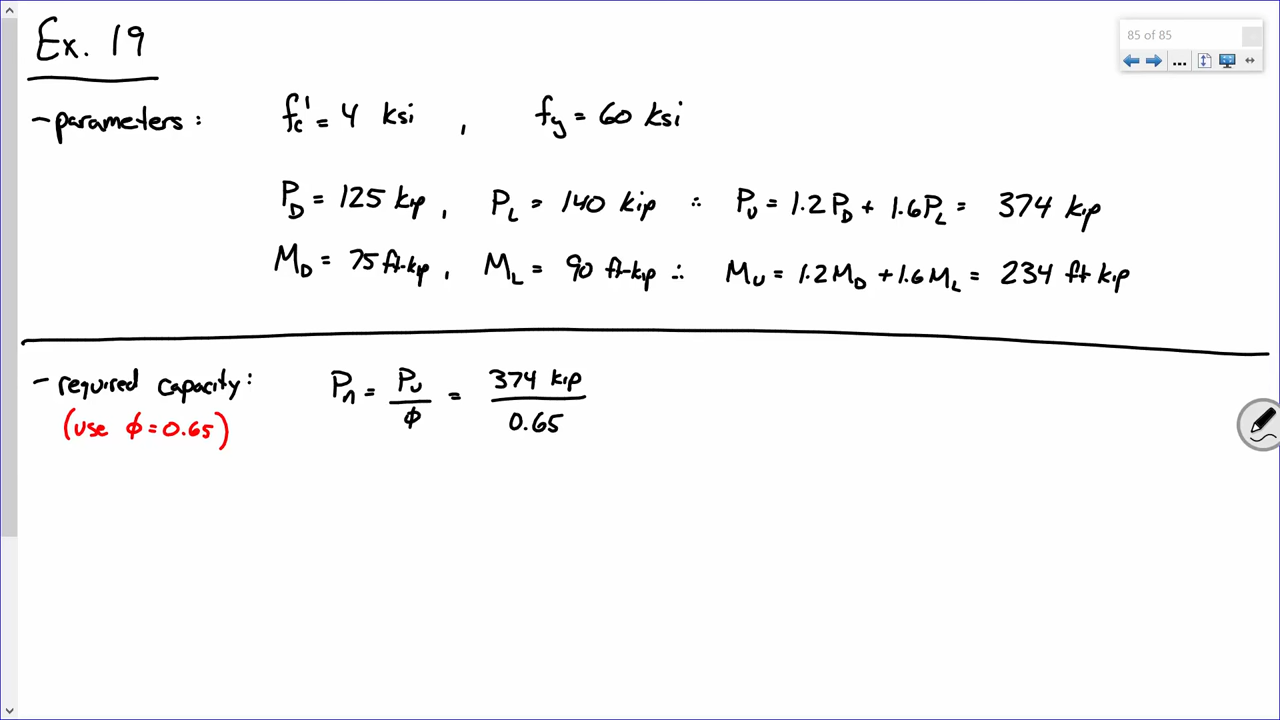 Ex. 19
85 of 85
...
- parameters: f'c = 4 ksi , fy = 60 ksi
PD = 125 kip , PL = 140 kip ∴ Pu = 1.2PD + 1.6PL = 374 kip
MD = 75 ft-kip , ML = 90 ft-kip ∴ Mu = 1.2MD + 1.6ML = 234 ft kip
- required capacity: Pn = Pu/ϕ = 374 kip/0.65
(use ϕ = 0.65)